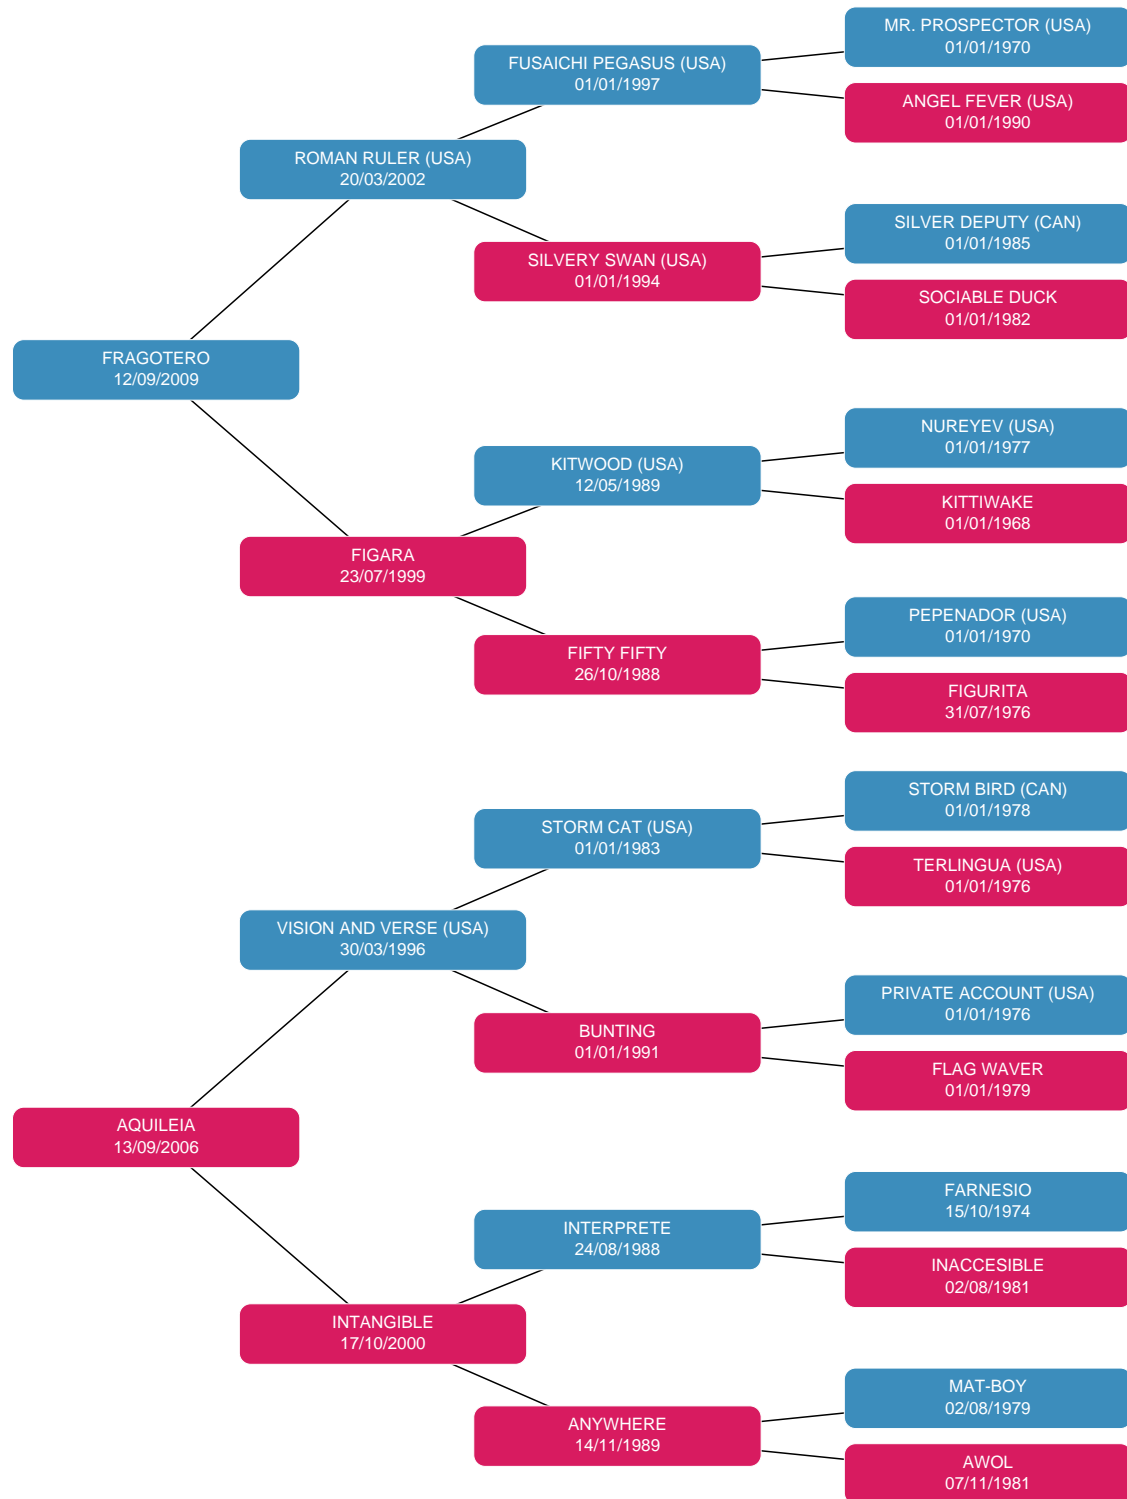 MR. PROSPECTOR (USA)
01/01/1970
FUSAICHI PEGASUS (USA)
01/01/1997
ANGEL FEVER (USA)
01/01/1990
ROMAN RULER (USA)
20/03/2002
SILVER DEPUTY (CAN)
01/01/1985
SILVERY SWAN (USA)
01/01/1994
SOCIABLE DUCK
01/01/1982
FRAGOTERO
12/09/2009
NUREYEV (USA)
01/01/1977
KITWOOD (USA)
12/05/1989
KITTIWAKE
01/01/1968
FIGARA
23/07/1999
PEPENADOR (USA)
01/01/1970
FIFTY FIFTY
26/10/1988
FIGURITA
31/07/1976
STORM BIRD (CAN)
01/01/1978
STORM CAT (USA)
01/01/1983
TERLINGUA (USA)
01/01/1976
VISION AND VERSE (USA)
30/03/1996
PRIVATE ACCOUNT (USA)
01/01/1976
BUNTING
01/01/1991
FLAG WAVER
01/01/1979
AQUILEIA
13/09/2006
FARNESIO
15/10/1974
INTERPRETE
24/08/1988
INACCESIBLE
02/08/1981
INTANGIBLE
17/10/2000
MAT-BOY
02/08/1979
ANYWHERE
14/11/1989
AWOL
07/11/1981